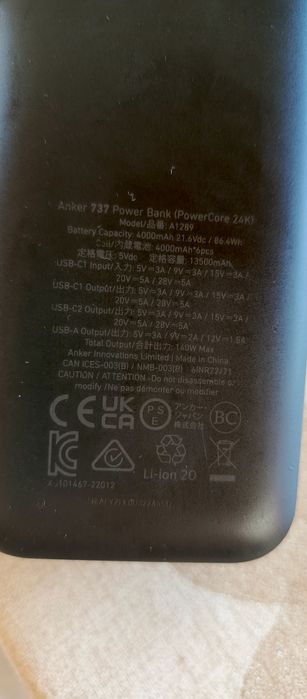 Anker 737 Power Bank (PowerCore 24K)
Model/品番: A1289
Battery Capacity: 4000mAh 21.6Vdc / 86.4Wh
Cell/内蔵電池: 4000mAh*6pcs
定格電圧: 5Vdc 定格容量: 13500mAh
USB-C1 Input/入力: 5V⎓3A / 9V⎓3A / 15V⎓3A /
20V⎓5A / 28V⎓5A
USB-C1 Output/出力: 5V⎓3A / 9V⎓3A / 15V⎓3A /
20V⎓5A / 28V⎓5A
USB-C2 Output/出力: 5V⎓3A / 9V⎓3A / 15V⎓3A /
20V⎓5A / 28V⎓5A
USB-A Output/出力: 5V⎓3A / 9V⎓2A / 12V⎓1.5A
Total Output/合計出力: 140W Max
Anker Innovations Limited | Made in China
CAN ICES-003(B) / NMB-003(B) 6INR22/71
CAUTION / ATTENTION -Do not disassemble or
modify /Ne pas démonter ou modifier
CE UK CA PSE アンカー・ジャパン株式会社 BC
Li-ion 20